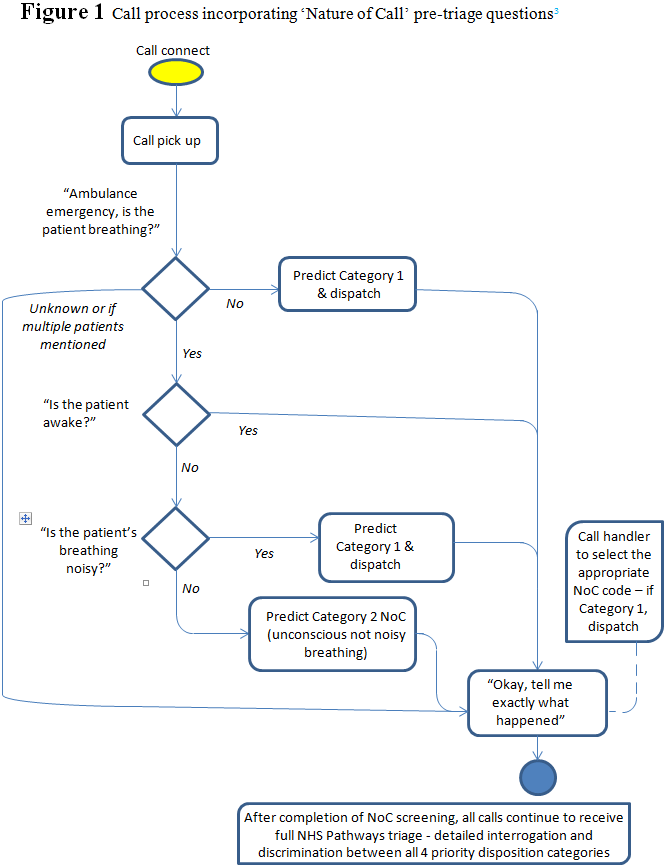 Figure 1 Call process incorporating ‘Nature of Call’ pre-triage questions3
Call connect
Call pick up
“Ambulance
emergency, is the
patient breathing?”
Predict Category 1
& dispatch
No
Unknown or if
multiple patients
mentioned
Yes
“Is the patient
awake?”
Yes
No
“Is the patient’s
breathing
noisy?”
Predict
Category 1 &
dispatch
Yes
Call handler
to select the
appropriate
NoC code – if
Category 1,
dispatch
No
Predict Category 2 NoC
(unconscious not noisy
breathing)
“Okay, tell me
exactly what
happened”
After completion of NoC screening, all calls continue to receive
full NHS Pathways triage - detailed interrogation and
discrimination between all 4 priority disposition categories